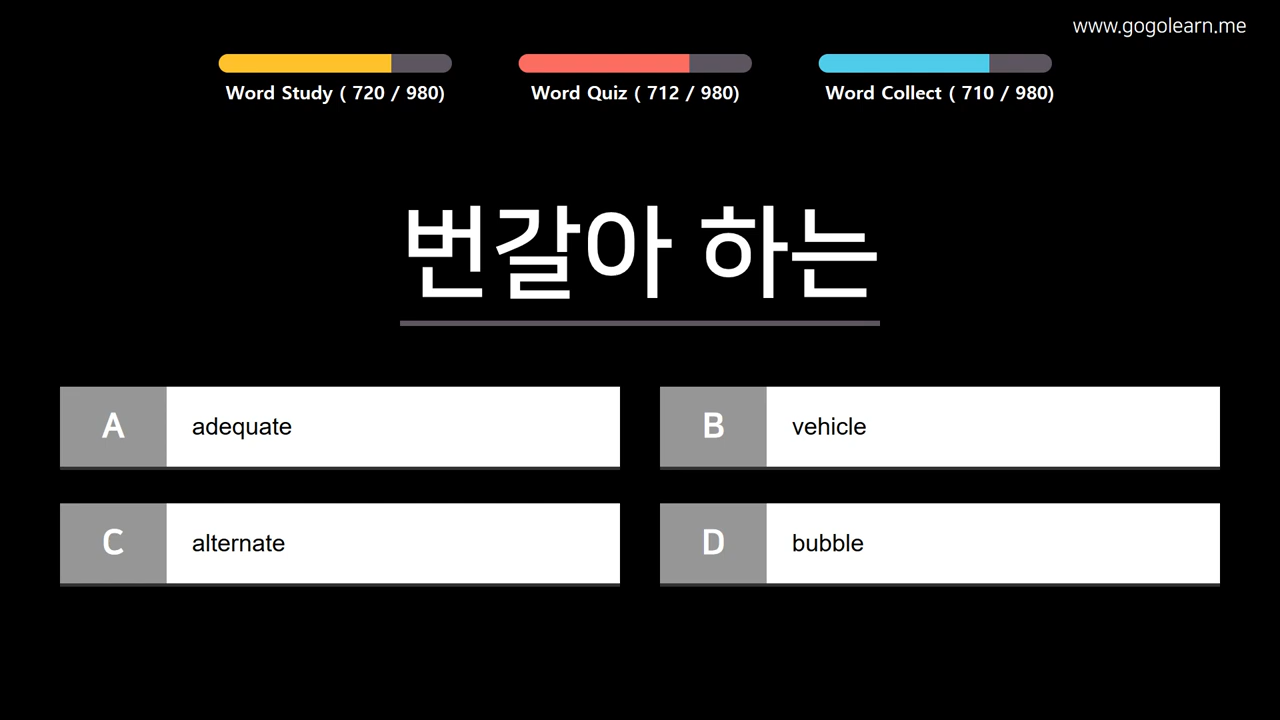 www.gogolearn.me
Word Study ( 720 / 980)
Word Quiz ( 712 / 980)
Word Collect ( 710 / 980)
번갈아 하는
A adequate
B vehicle
C alternate
D bubble